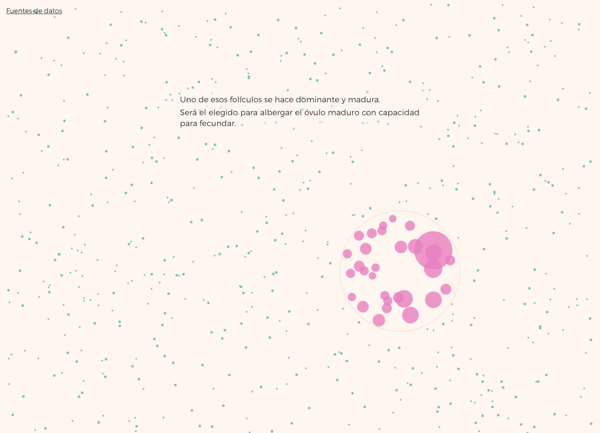 Fuentes de datos
Uno de esos folículos se hace dominante y madura.
Será el elegido para albergar el óvulo maduro con capacidad
para fecundar.